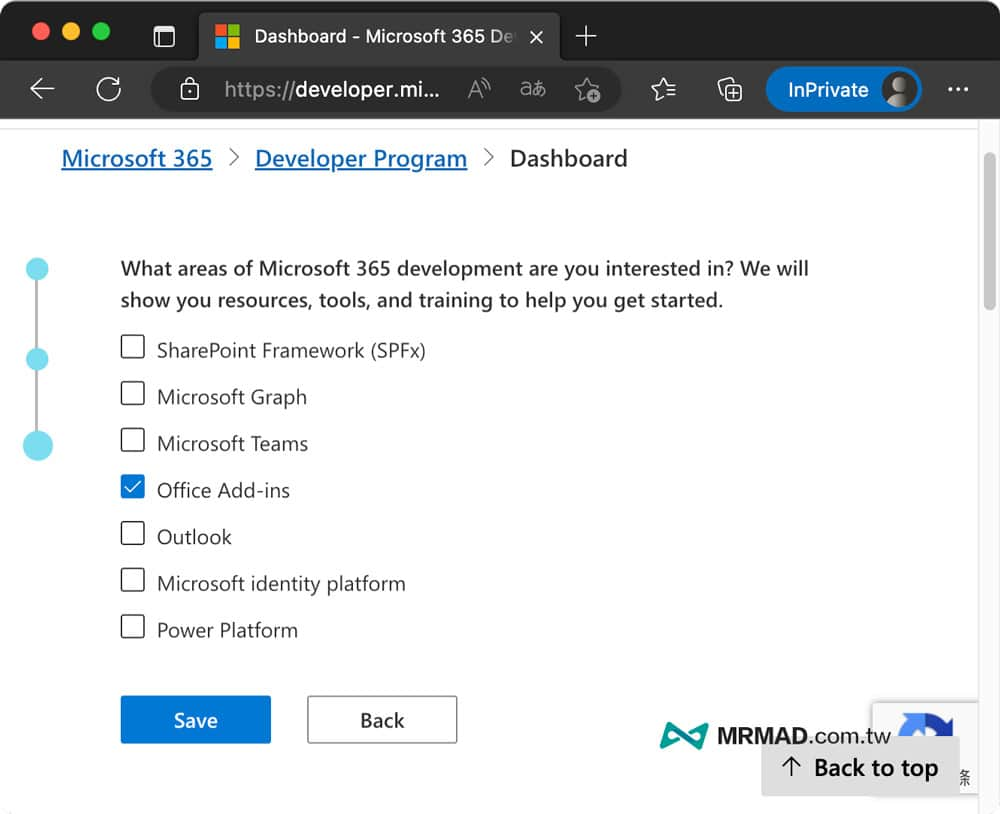 Dashboard - Microsoft 365 De
https://developer.mi...
aあ
InPrivate
Microsoft 365 > Developer Program > Dashboard
What areas of Microsoft 365 development are you interested in? We will
show you resources, tools, and training to help you get started.
SharePoint Framework (SPFx)
Microsoft Graph
Microsoft Teams
Office Add-ins
Outlook
Microsoft identity platform
Power Platform
Save
Back
MRMAD.com.tw
Back to top
條